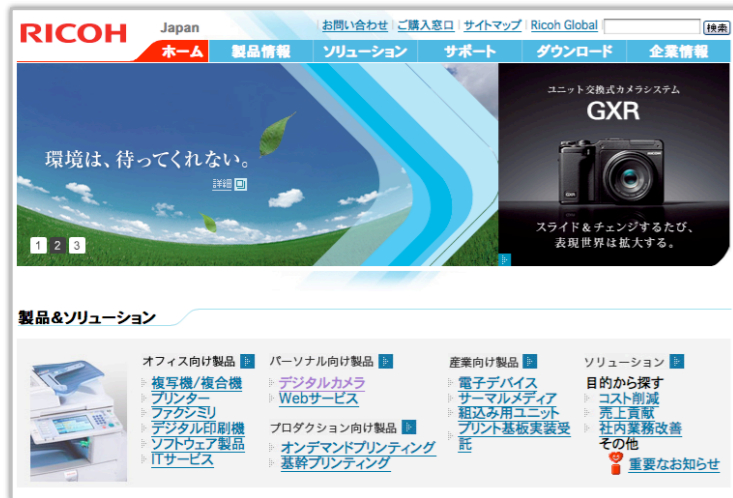 RICOH
Japan
お問い合わせ ご購入窓口 サイトマップ Ricoh Global 検索
ホーム 製品情報 ソリューション サポート ダウンロード 企業情報
環境は、待ってくれない。
詳細
1 2 3
ユニット交換式カメラシステム
GXR
RICOH
スライド&チェンジするたび、
表現世界は拡大する。
製品&ソリューション
オフィス向け製品
複写機/複合機
プリンター
ファクシミリ
デジタル印刷機
ソフトウェア製品
ITサービス
パーソナル向け製品
デジタルカメラ
Webサービス
プロダクション向け製品
オンデマンドプリンティング
基幹プリンティング
産業向け製品
電子デバイス
サーマルメディア
組込み用ユニット
プリント基板実装受
託
ソリューション
目的から探す
コスト削減
売上貢献
社内業務改善
その他
重要なお知らせ